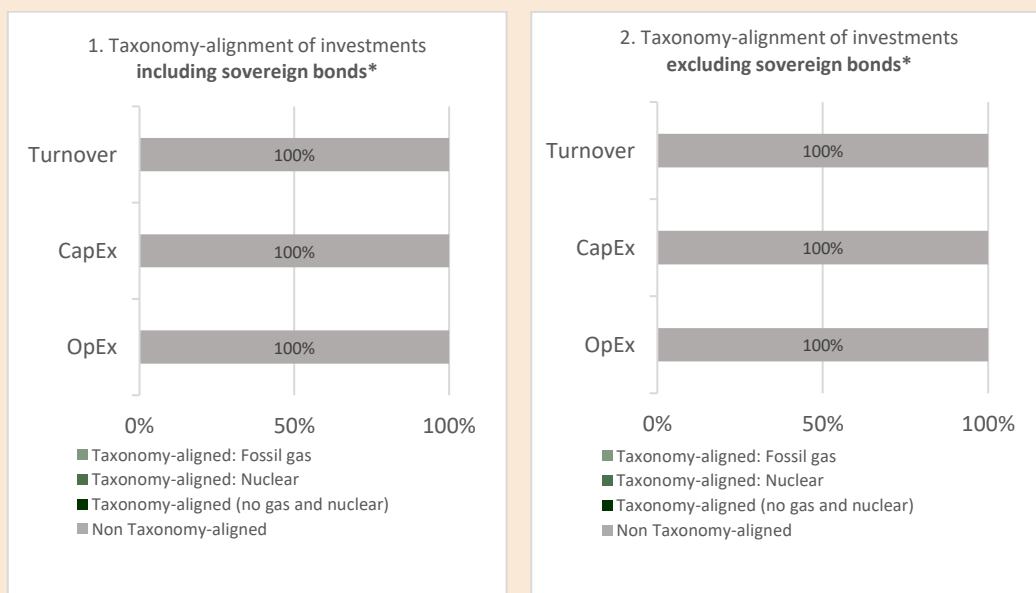 1. Taxonomy-alignment of investments
including sovereign bonds*
Turnover
100%
CapEx
100%
OpEx
100%
0% 50% 100%
Taxonomy-aligned: Fossil gas
Taxonomy-aligned: Nuclear
Taxonomy-aligned (no gas and nuclear)
Non Taxonomy-aligned
2. Taxonomy-alignment of investments
excluding sovereign bonds*
Turnover
100%
CapEx
100%
OpEx
100%
0% 50% 100%
Taxonomy-aligned: Fossil gas
Taxonomy-aligned: Nuclear
Taxonomy-aligned (no gas and nuclear)
Non Taxonomy-aligned